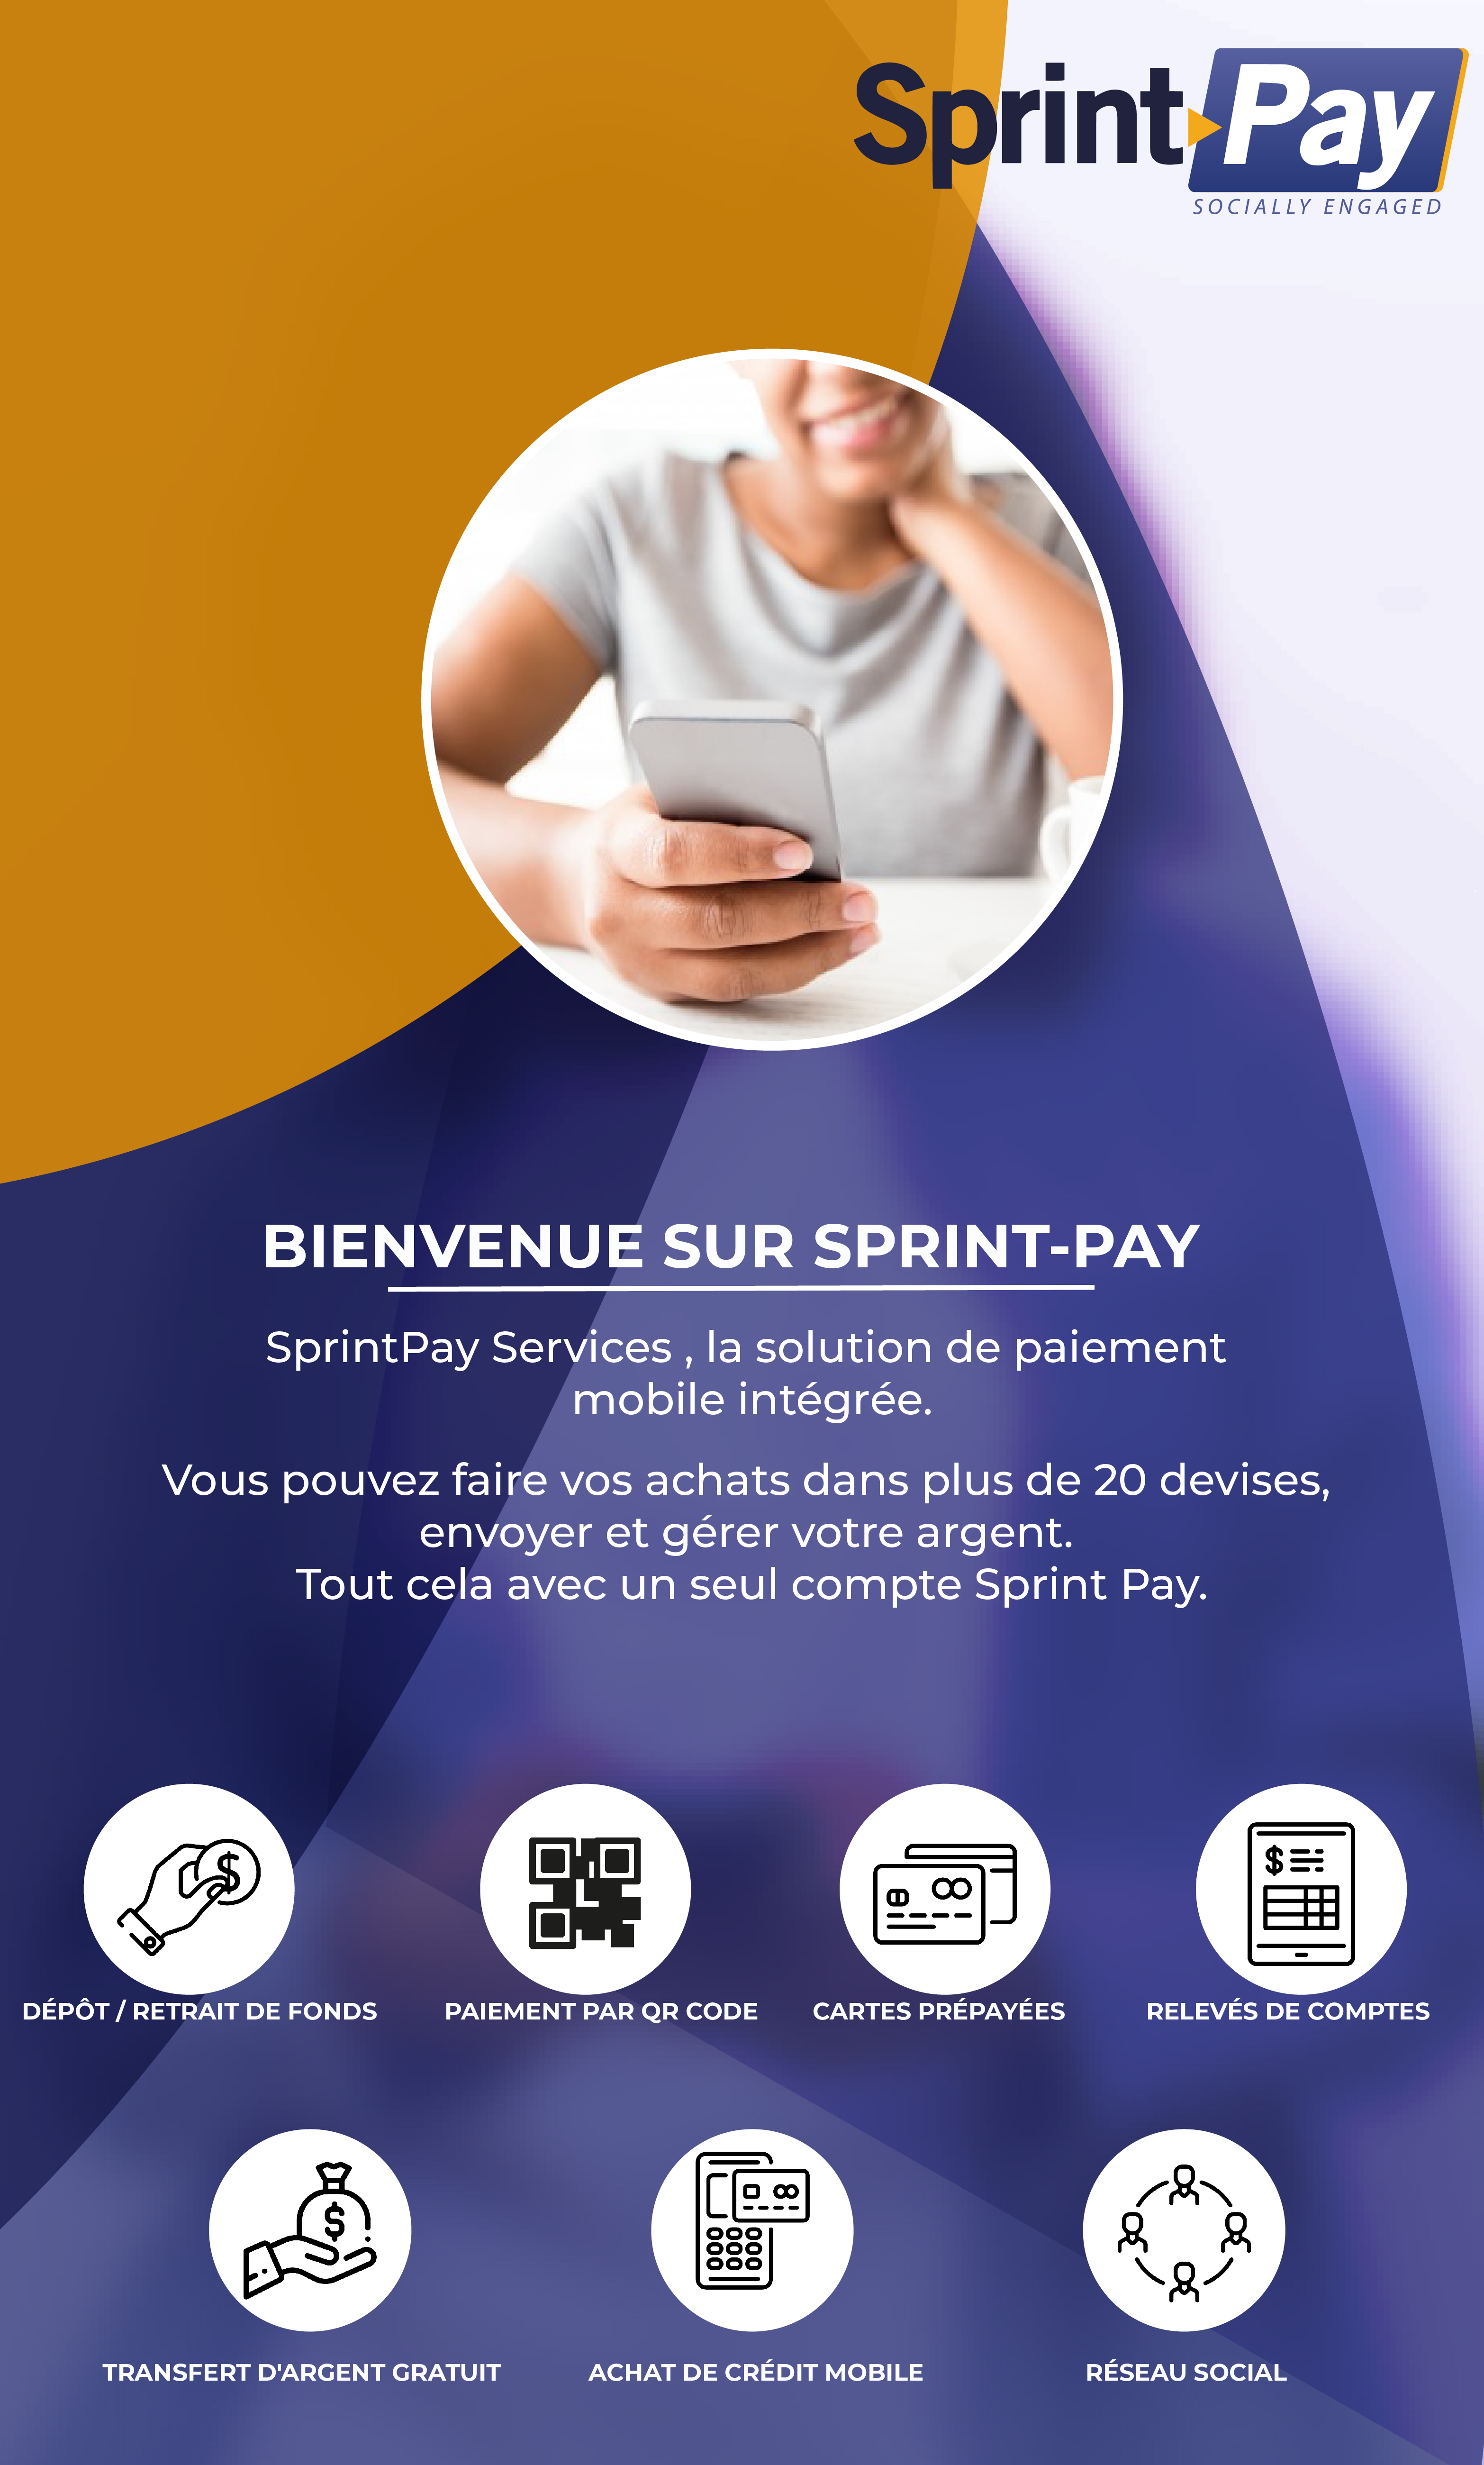 Sprint Pay
SOCIALLY ENGAGED
BIENVENUE SUR SPRINT-PAY
SprintPay Services , la solution de paiement
mobile intégrée.
Vous pouvez faire vos achats dans plus de 20 devises,
envoyer et gérer votre argent.
Tout cela avec un seul compte Sprint Pay.
$
$
DÉPÔT / RETRAIT DE FONDS
PAIEMENT PAR QR CODE
CARTES PRÉPAYÉES
RELEVÉS DE COMPTES
$
TRANSFERT D'ARGENT GRATUIT
ACHAT DE CRÉDIT MOBILE
RÉSEAU SOCIAL